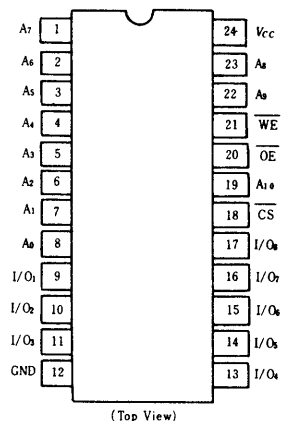 A7 1 24 Vcc
A6 2 23 A8
A5 3 22 A9
A4 4 21 WE
A3 5 20 OE
A2 6 19 A10
A1 7 18 CS
A0 8 17 I/O8
I/O1 9 16 I/O7
I/O2 10 15 I/O6
I/O3 11 14 I/O5
GND 12 13 I/O4
(Top View)